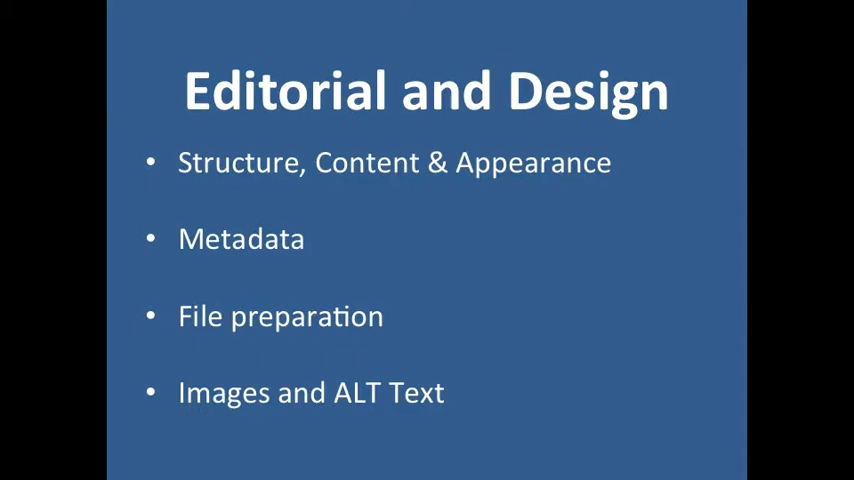 Editorial and Design
• Structure, Content & Appearance
• Metadata
• File preparation
• Images and ALT Text